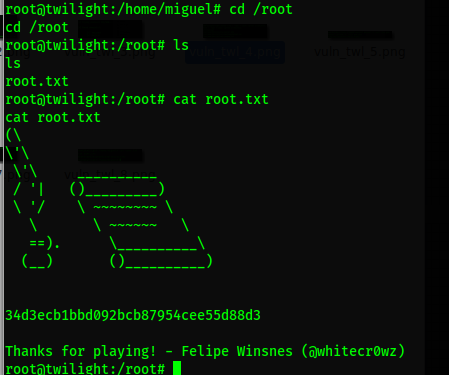 root@twilight:/home/miguel# cd /root
cd /root
root@twilight:/root# ls
ls
root.txt
root@twilight:/root# cat root.txt
cat root.txt
(\
\'\
 \'\     __________
 / '|   ()_________)
 \ '/    \ ~~~~~~~~ \
   \       \ ~~~~~~   \
   ==).      \__________\
  (__)       ()__________)
34d3ecb1bbd092bcb87954cee55d88d3
Thanks for playing! - Felipe Winsnes (@whitecr0wz)
root@twilight:/root#